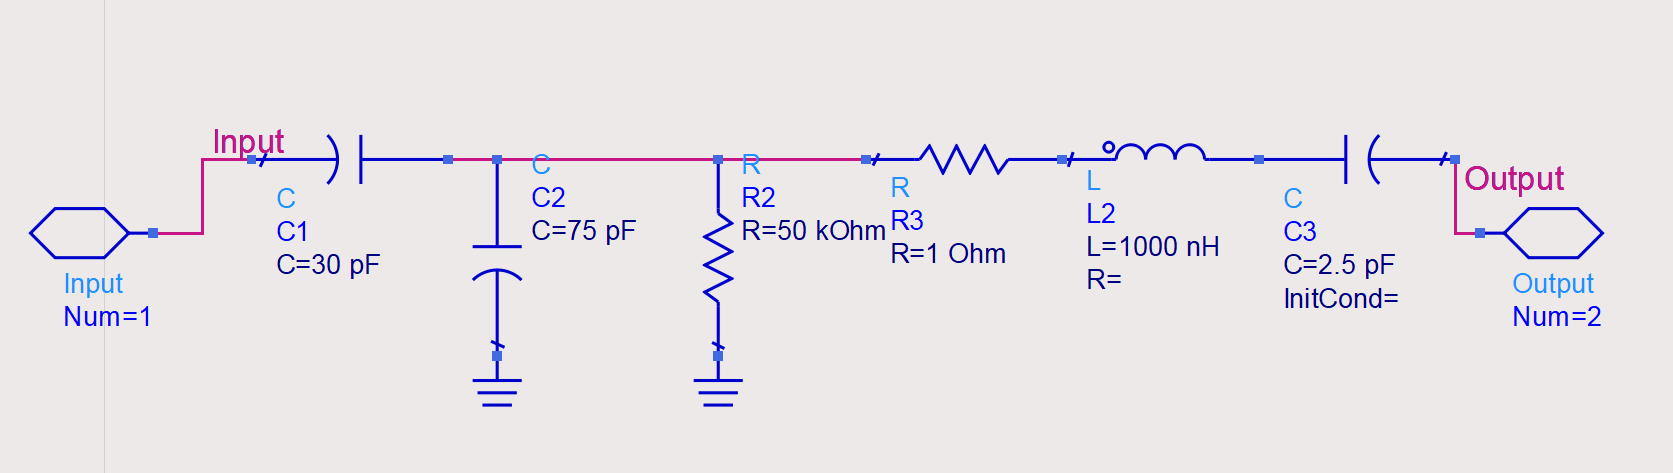 Input
Input
Num=1
C
C1
C=30 pF
C
C2
C=75 pF
R
R2
R=50 kOhm
R
R3
R=1 Ohm
L
L2
L=1000 nH
R=
C
C3
C=2.5 pF
InitCond=
Output
Output
Num=2